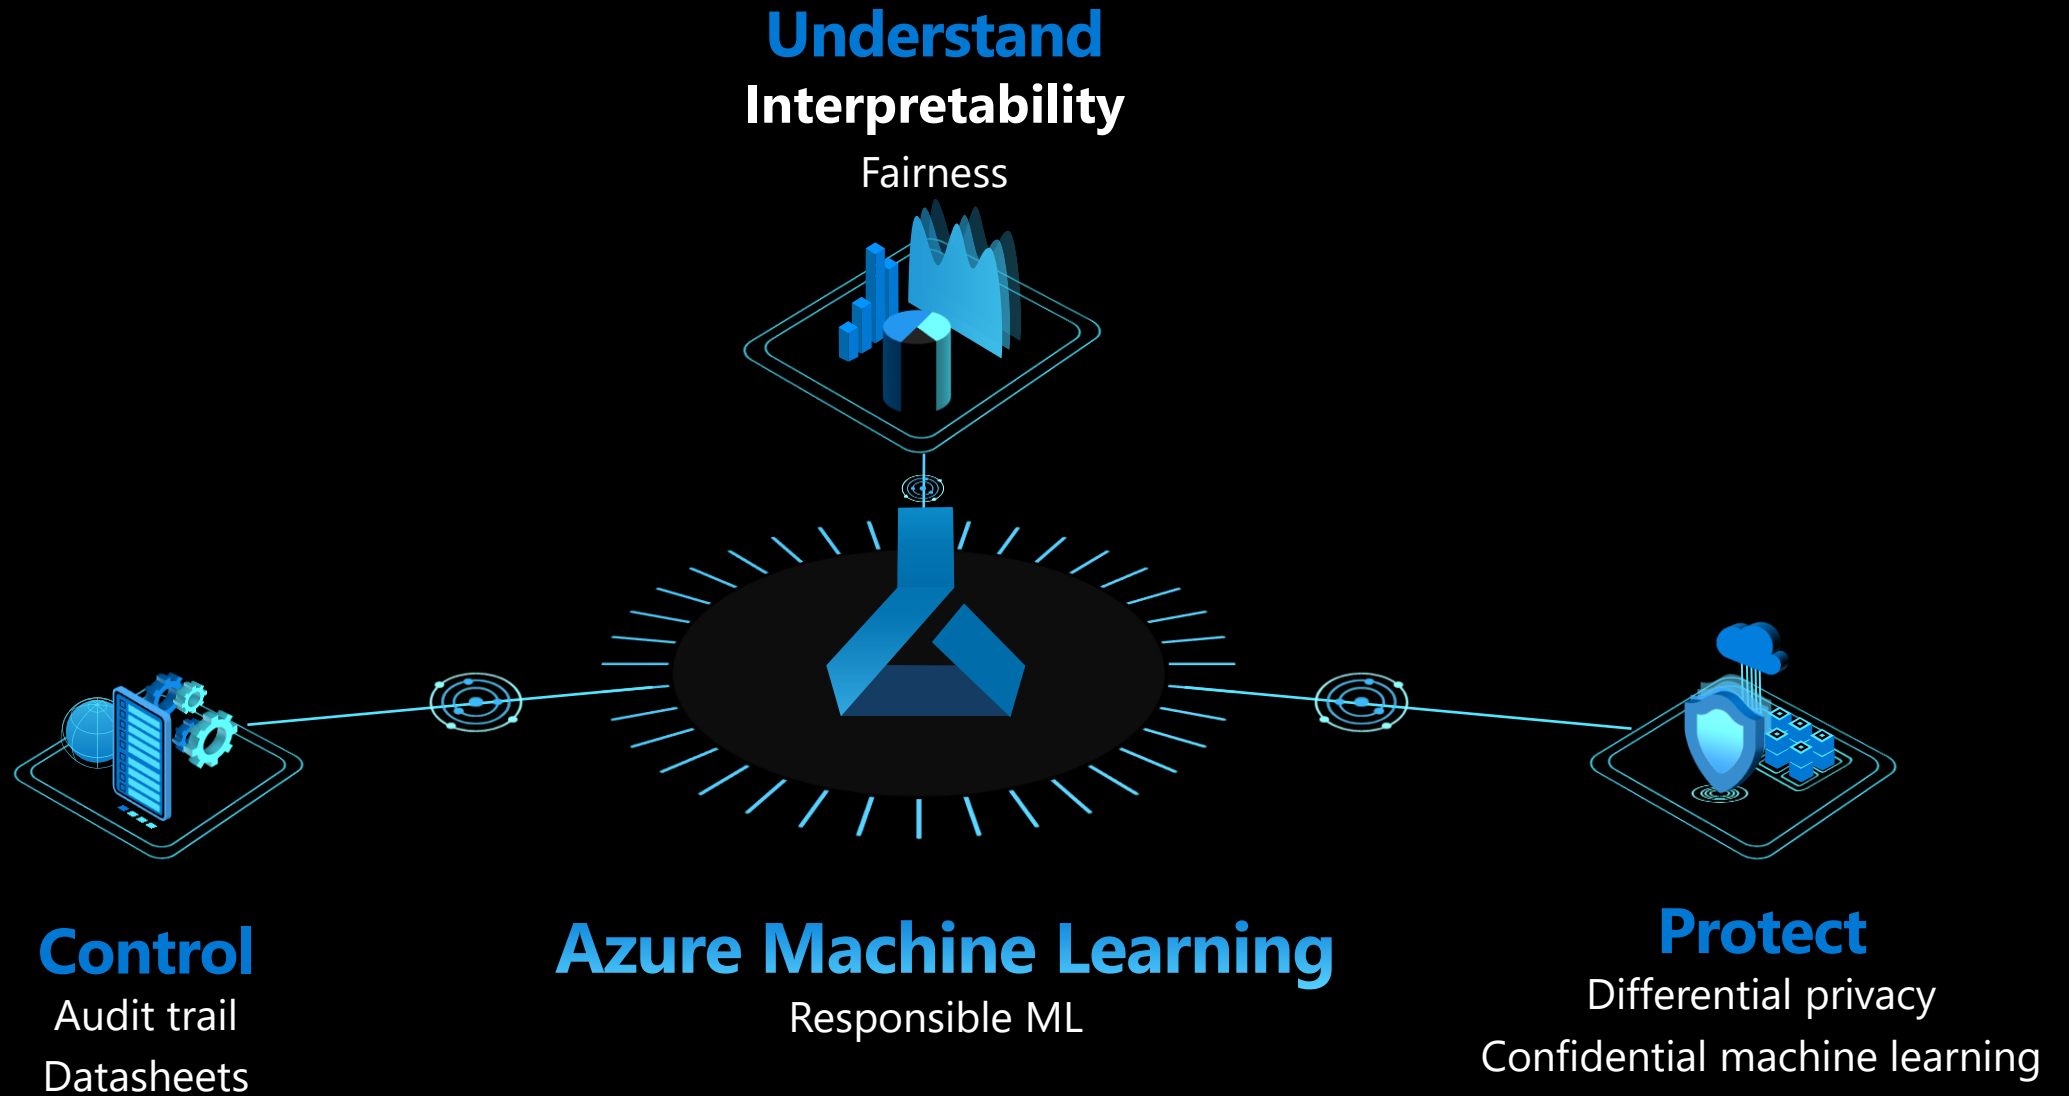 Understand
Interpretability
Fairness
Control
Audit trail
Datasheets
Azure Machine Learning
Responsible ML
Protect
Differential privacy
Confidential machine learning